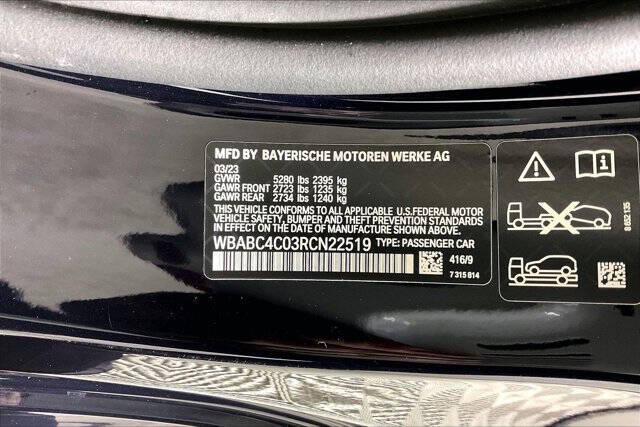 MFD BY BAYERISCHE MOTOREN WERKE AG
03/23
GVWR 5280 lbs 2395 kg
GAWR FRONT 2723 lbs 1235 kg
GAWR REAR 2734 lbs 1240 kg
THIS VEHICLE CONFORMS TO ALL APPLICABLE U.S.FEDERAL MOTOR
VEHICLE SAFETY, BUMPER AND THEFT PREVENTION STANDARDS
IN EFFECT ON THE DATE OF MANUFACTURE SHOWN ABOVE.
WBABC4C03RCN22519 TYPE: PASSENGER CAR
416/9
7 315 814
8 652 135